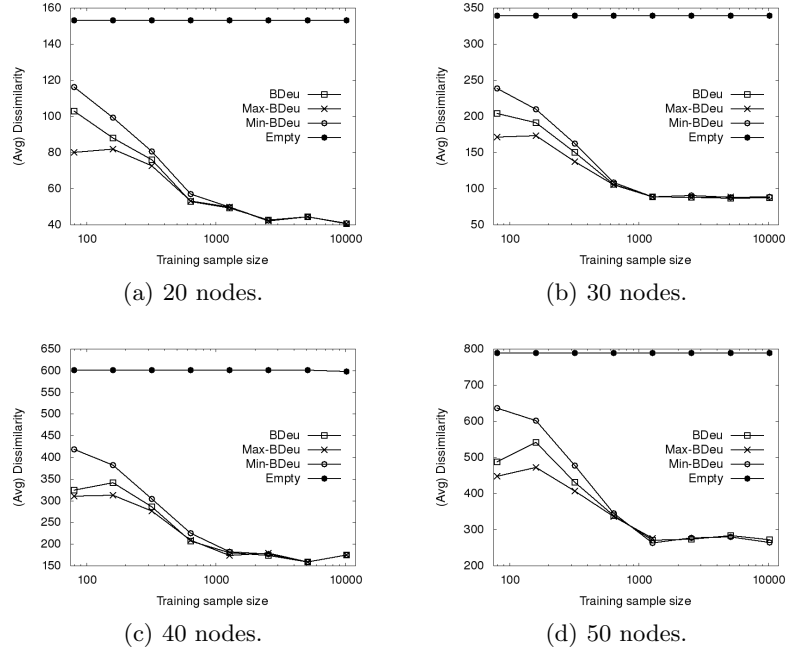 160
140
120
100
80
60
40
(Avg) Dissimilarity
BDeu
Max-BDeu
Min-BDeu
Empty
100
1000
10000
Training sample size
(a) 20 nodes.
350
300
250
200
150
100
50
(Avg) Dissimilarity
BDeu
Max-BDeu
Min-BDeu
Empty
100
1000
10000
Training sample size
(b) 30 nodes.
650
600
550
500
450
400
350
300
250
200
150
(Avg) Dissimilarity
BDeu
Max-BDeu
Min-BDeu
Empty
100
1000
10000
Training sample size
(c) 40 nodes.
800
700
600
500
400
300
200
(Avg) Dissimilarity
BDeu
Max-BDeu
Min-BDeu
Empty
100
1000
10000
Training sample size
(d) 50 nodes.